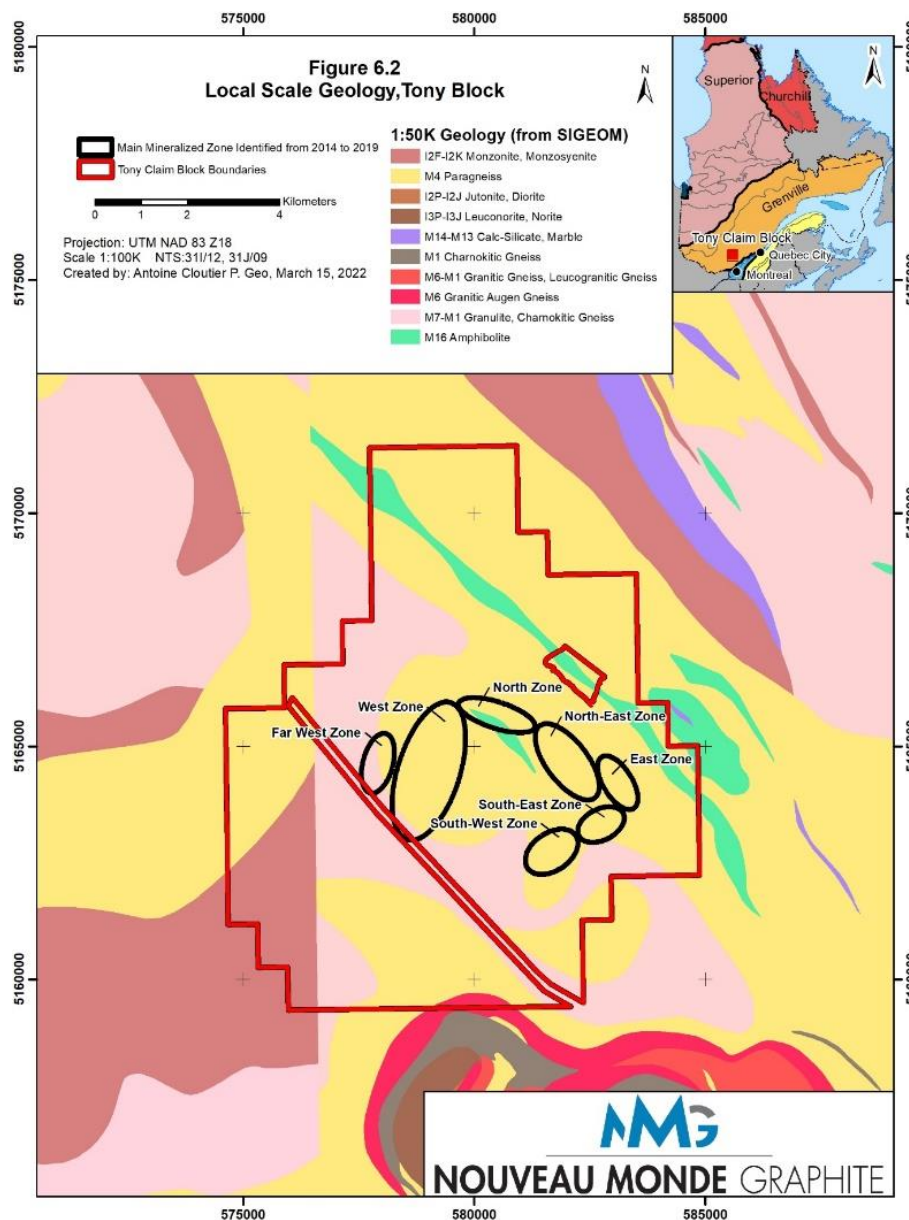 575000 580000 585000
5180000
5180000
Figure 6.2
Local Scale Geology,Tony Block
N
Main Mineralized Zone Identified from 2014 to 2019
Tony Claim Block Boundaries
Kilometers
0 1 2 4
Projection: UTM NAD 83 Z18
Scale 1:100K NTS:31I/12, 31J/09
Created by: Antoine Cloutier P. Geo, March 15, 2022
1:50K Geology (from SIGEOM)
I2F-I2K Monzonite, Monzosyenite
M4 Paragneiss
I2P-I2J Jutonite, Diorite
I3P-I3J Leuconorite, Norite
M14-M13 Calc-Silicate, Marble
M1 Charnokitic Gneiss
M6-M1 Granitic Gneiss, Leucogranitic Gneiss
M6 Granitic Augen Gneiss
M7-M1 Granulite, Charnokitic Gneiss
M16 Amphibolite
N
Superior
Churchill
Grenville
Tony Claim Block
Quebec City
Montreal
5175000
5175000
5170000
5170000
North Zone
West Zone
North-East Zone
Far West Zone
5165000
5165000
East Zone
South-East Zone
South-West Zone
5160000
5160000
NMG
NOUVEAU MONDE GRAPHITE
575000 580000 585000